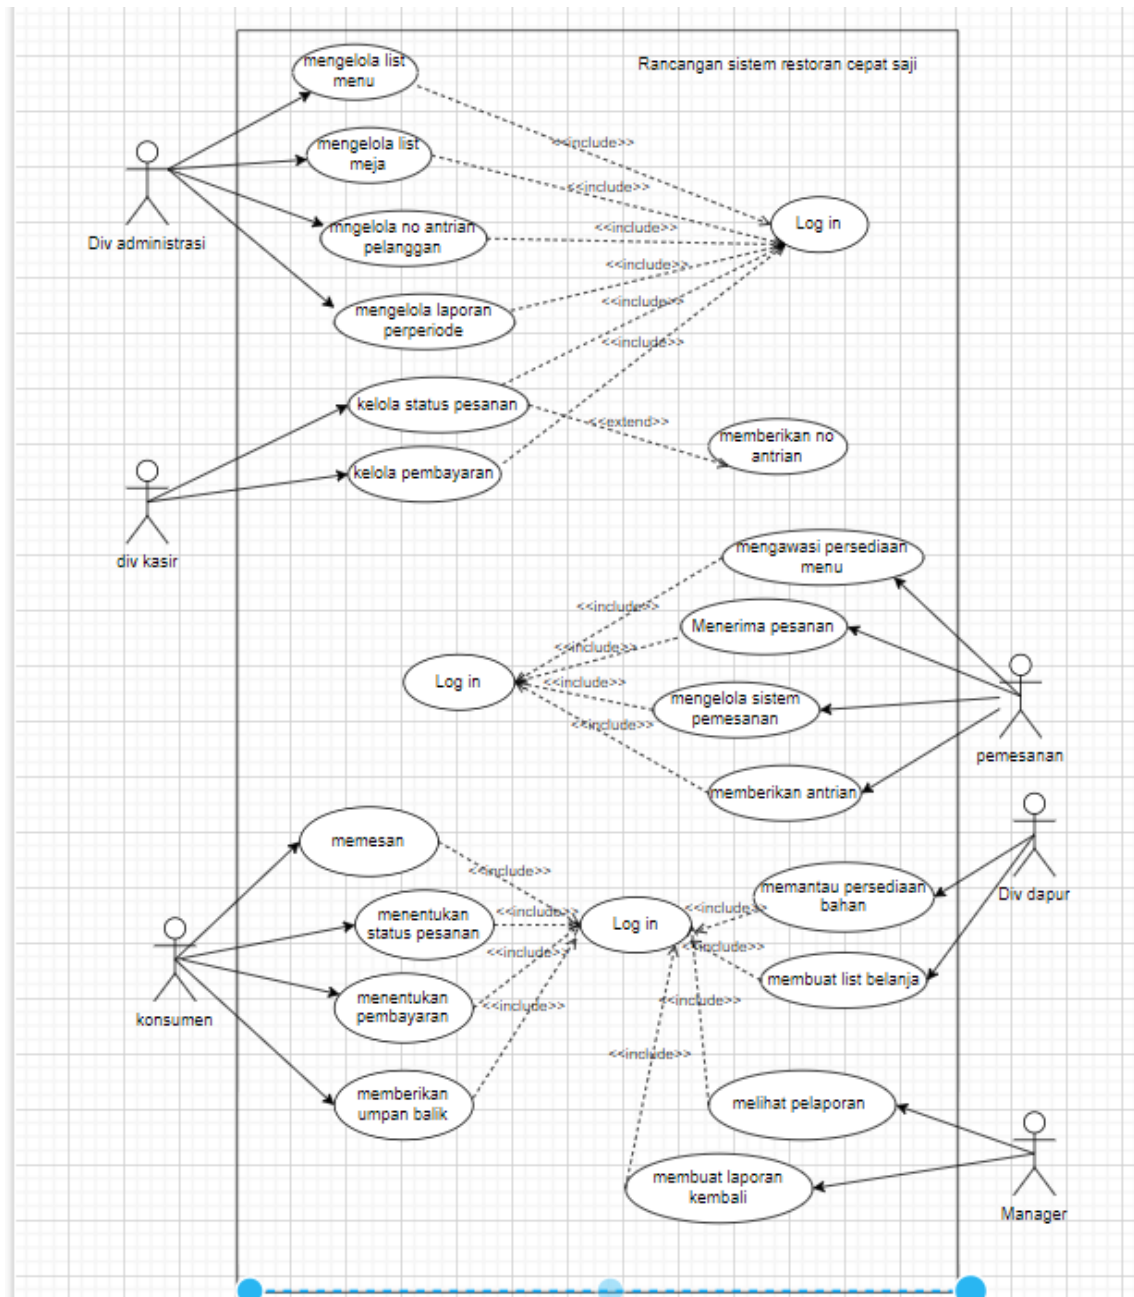 Rancangan sistem restoran cepat saji
mengelola list
menu
mengelola list
meja
mngelola no antrian
pelanggan
mengelola laporan
perperiode
Div administrasi
<<include>>
<<include>>
<<include>>
<<include>>
<<include>>
<<include>>
Log in
kelola status pesanan
kelola pembayaran
div kasir
<<extend>>
memberikan no
antrian
mengawasi persediaan
menu
Menerima pesanan
mengelola sistem
pemesanan
memberikan antrian
pemesanan
<<include>>
<<include>>
<<include>>
<<include>>
Log in
memesan
menentukan
status pesanan
menentukan
pembayaran
memberikan
umpan balik
konsumen
<<include>>
<<include>>
<<include>>
<<include>>
Log in
<<include>>
<<include>>
<<include>>
<<include>>
memantau persediaan
bahan
membuat list belanja
Div dapur
melihat pelaporan
membuat laporan
kembali
Manager